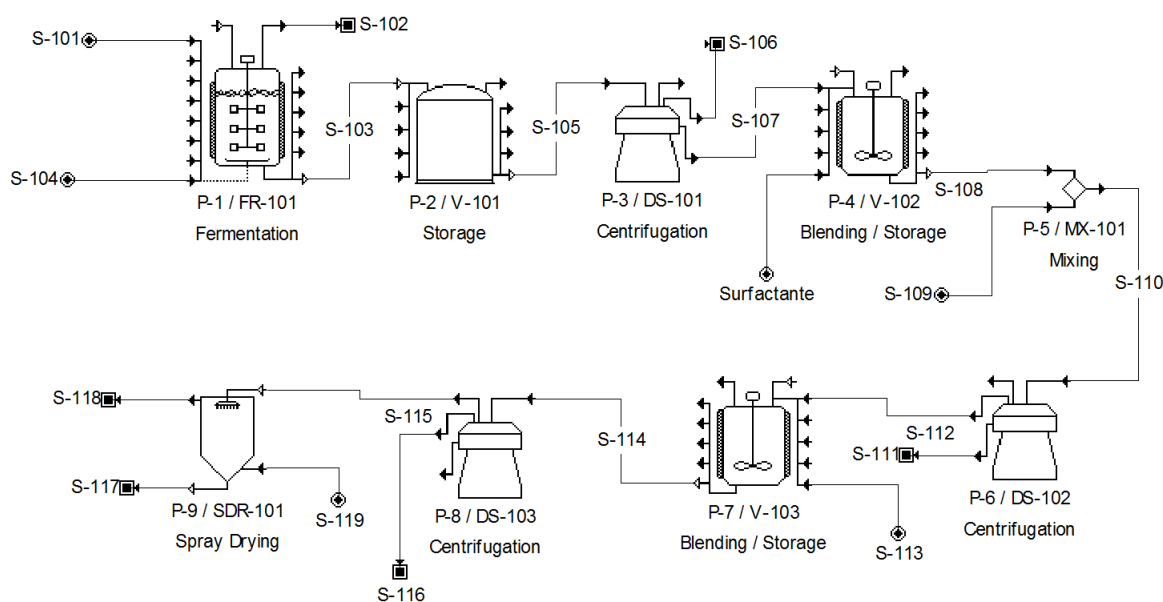 S-101
S-102
S-106
S-103
S-105
S-107
S-104
S-108
P-1 / FR-101
Fermentation
P-2 / V-101
Storage
P-3 / DS-101
Centrifugation
P-4 / V-102
Blending / Storage
P-5 / MX-101
Mixing
Surfactante
S-109
S-110
S-118
S-115
S-114
S-112
S-111
S-117
S-119
P-9 / SDR-101
Spray Drying
P-8 / DS-103
Centrifugation
P-7 / V-103
Blending / Storage
P-6 / DS-102
Centrifugation
S-113
S-116